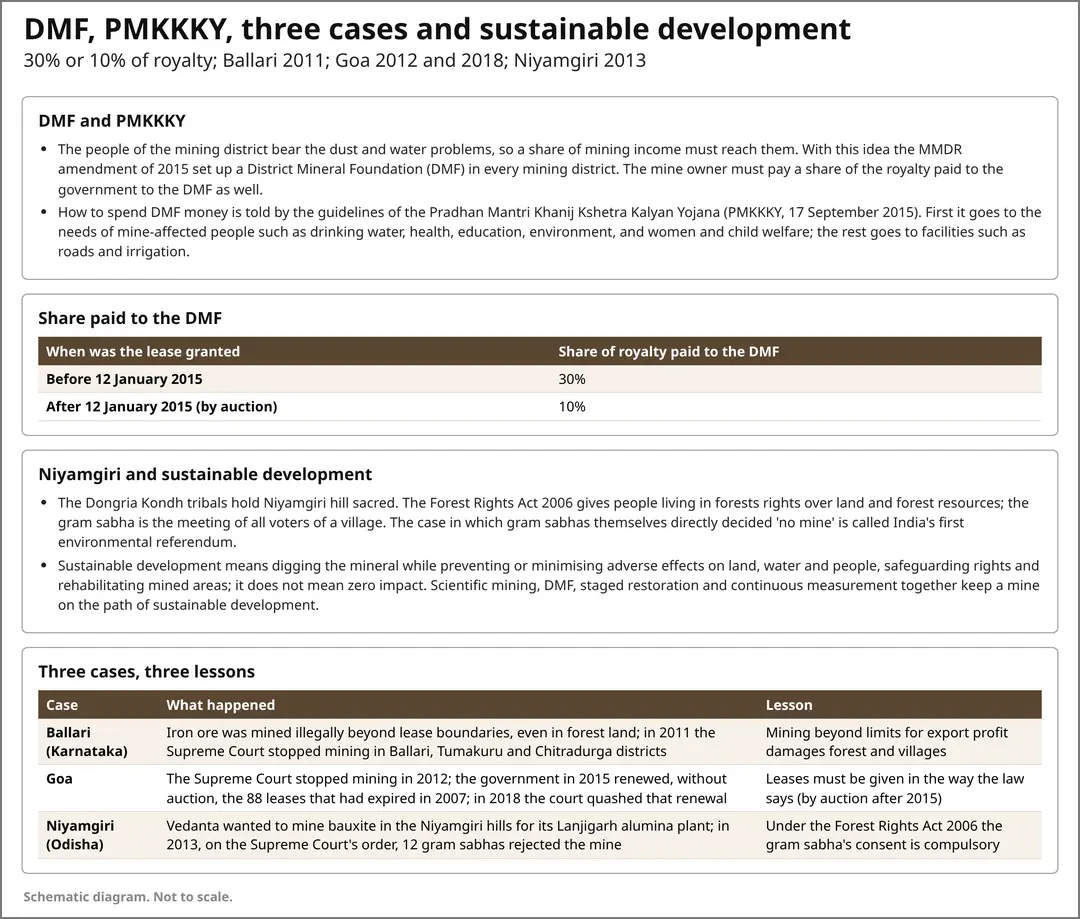 DMF, PMKKKY, three cases and sustainable development
30% or 10% of royalty; Ballari 2011; Goa 2012 and 2018; Niyamgiri 2013
DMF and PMKKKY
• The people of the mining district bear the dust and water problems, so a share of mining income must reach them. With this idea the MMDR
amendment of 2015 set up a District Mineral Foundation (DMF) in every mining district. The mine owner must pay a share of the royalty paid to the
government to the DMF as well.
• How to spend DMF money is told by the guidelines of the Pradhan Mantri Khanij Kshetra Kalyan Yojana (PMKKKY, 17 September 2015). First it goes to the
needs of mine-affected people such as drinking water, health, education, environment, and women and child welfare; the rest goes to facilities such as
roads and irrigation.
Share paid to the DMF
When was the lease granted Share of royalty paid to the DMF
Before 12 January 2015 30%
After 12 January 2015 (by auction) 10%
Niyamgiri and sustainable development
• The Dongria Kondh tribals hold Niyamgiri hill sacred. The Forest Rights Act 2006 gives people living in forests rights over land and forest resources; the
gram sabha is the meeting of all voters of a village. The case in which gram sabhas themselves directly decided 'no mine' is called India's first
environmental referendum.
• Sustainable development means digging the mineral while preventing or minimising adverse effects on land, water and people, safeguarding rights and
rehabilitating mined areas; it does not mean zero impact. Scientific mining, DMF, staged restoration and continuous measurement together keep a mine
on the path of sustainable development.
Three cases, three lessons
Case What happened Lesson
Ballari Iron ore was mined illegally beyond lease boundaries, even in forest land; in 2011 the Mining beyond limits for export profit
(Karnataka) Supreme Court stopped mining in Ballari, Tumakuru and Chitradurga districts damages forest and villages
Goa The Supreme Court stopped mining in 2012; the government in 2015 renewed, without Leases must be given in the way the law
auction, the 88 leases that had expired in 2007; in 2018 the court quashed that renewal says (by auction after 2015)
Niyamgiri Vedanta wanted to mine bauxite in the Niyamgiri hills for its Lanjigarh alumina plant; in Under the Forest Rights Act 2006 the
(Odisha) 2013, on the Supreme Court's order, 12 gram sabhas rejected the mine gram sabha's consent is compulsory
Schematic diagram. Not to scale.